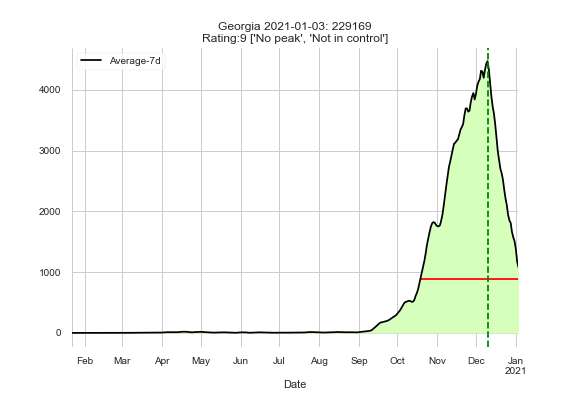 Georgia 2021-01-03: 229169
Rating:9 ['No peak', 'Not in control']
Average-7d
4000
3000
2000
1000
0
Feb Mar Apr May Jun Jul Aug Sep Oct Nov Dec Jan
2021
Date